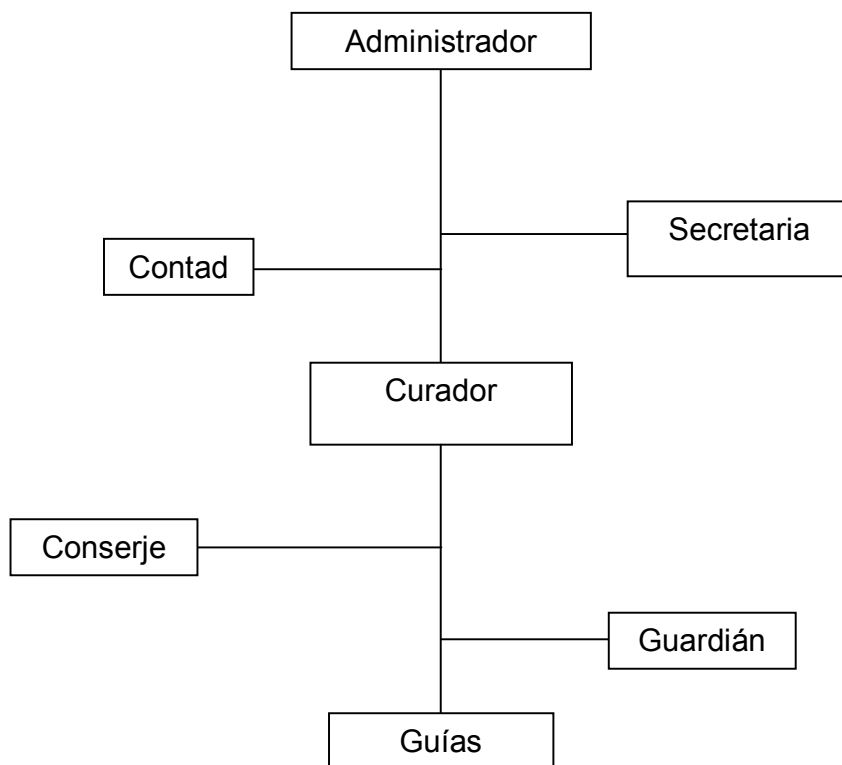 Administrador
Secretaria
Contad
Curador
Conserje
Guardián
Guías